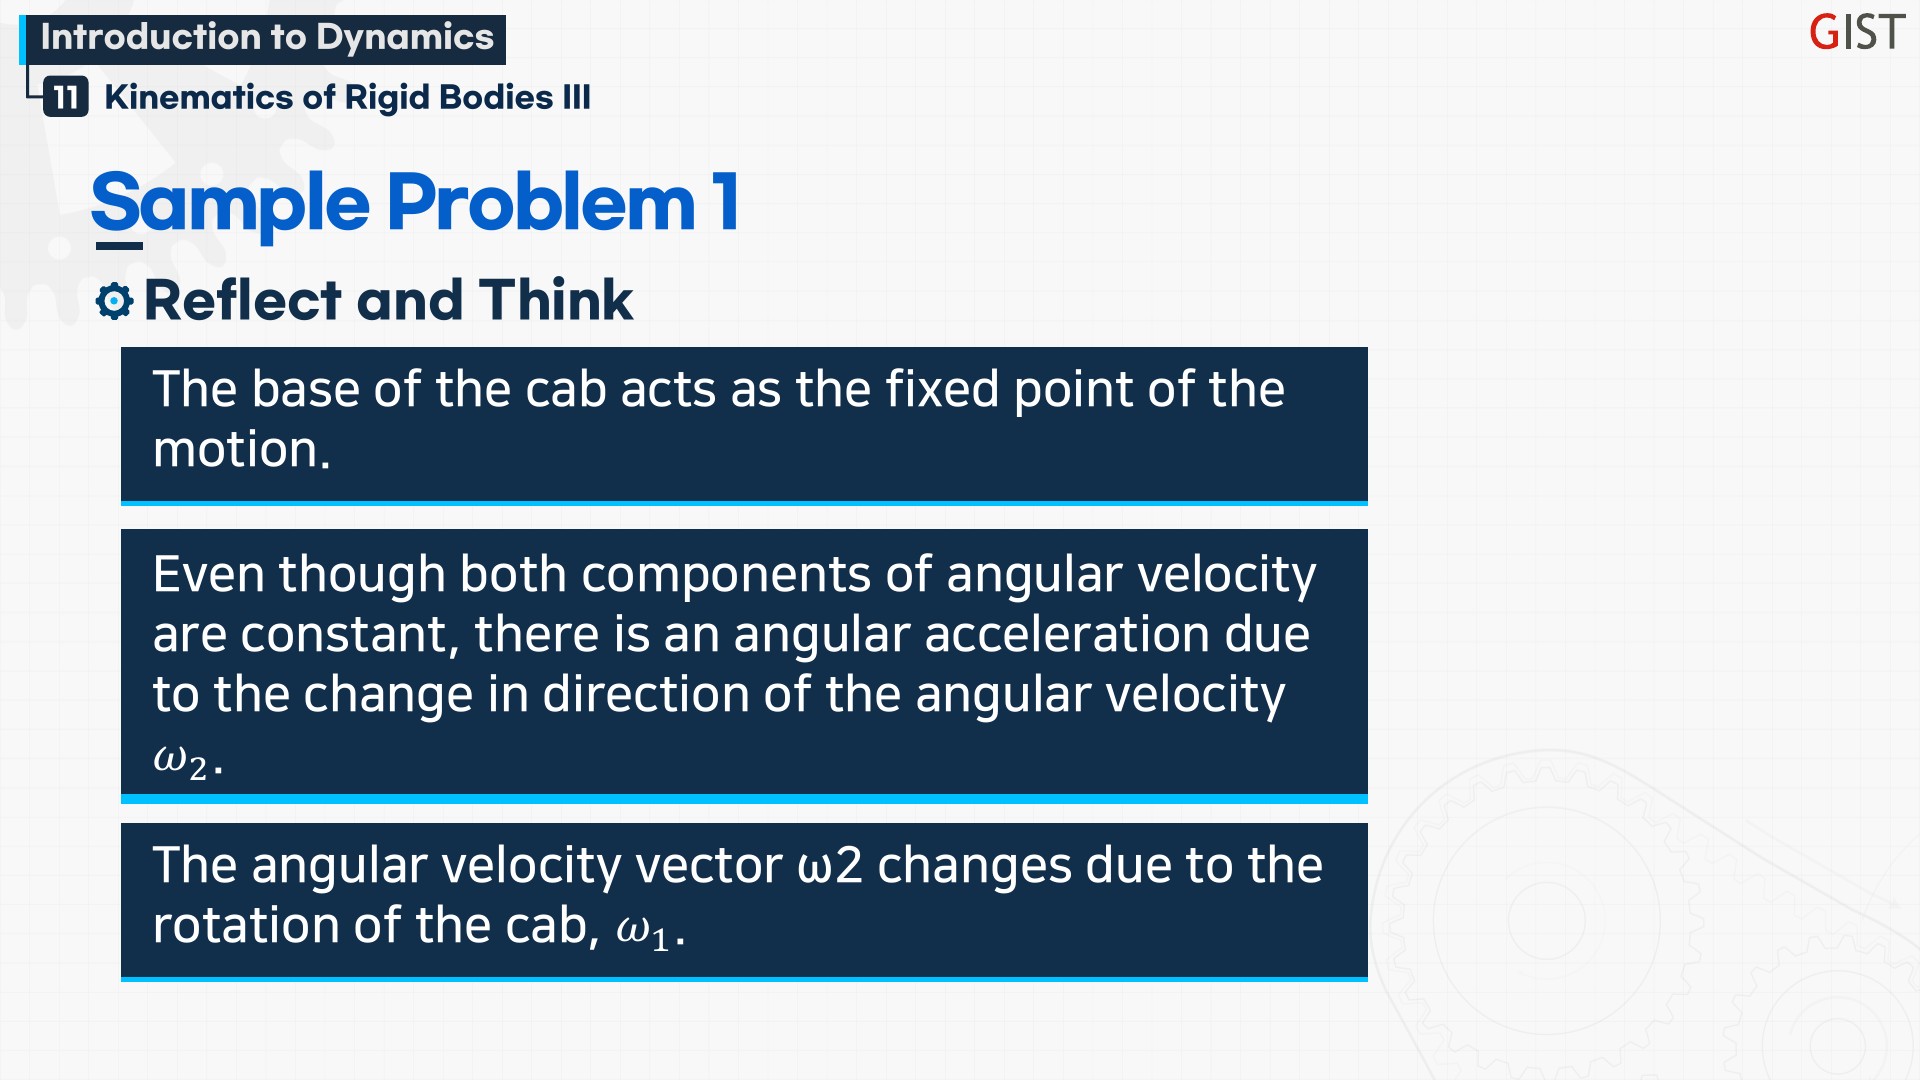 Introduction to Dynamics
GIST
11 Kinematics of Rigid Bodies III
Sample Problem 1
Reflect and Think
The base of the cab acts as the fixed point of the
motion.
Even though both components of angular velocity
are constant, there is an angular acceleration due
to the change in direction of the angular velocity
𝜔₂.
The angular velocity vector ω2 changes due to the
rotation of the cab, 𝜔₁.